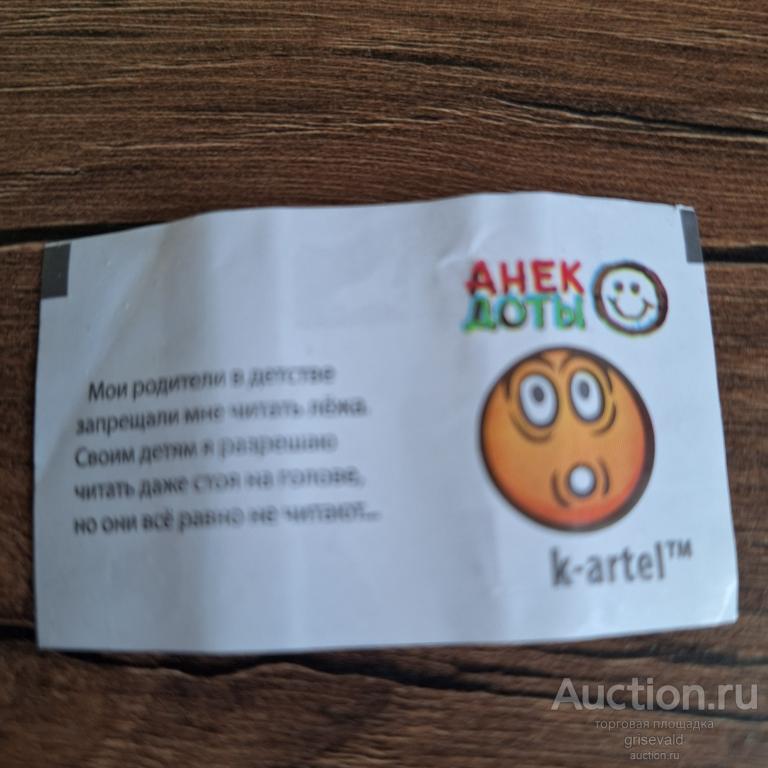 АНЕК
ДОТЫ
Мои родители в детстве
запрещали мне читать лёжа.
Своим детям я разрешаю
читать даже стоя на голове,
но они всё равно не читают...
k-artel™
Auction.ru
торговая площадка
grisevald
auction.ru